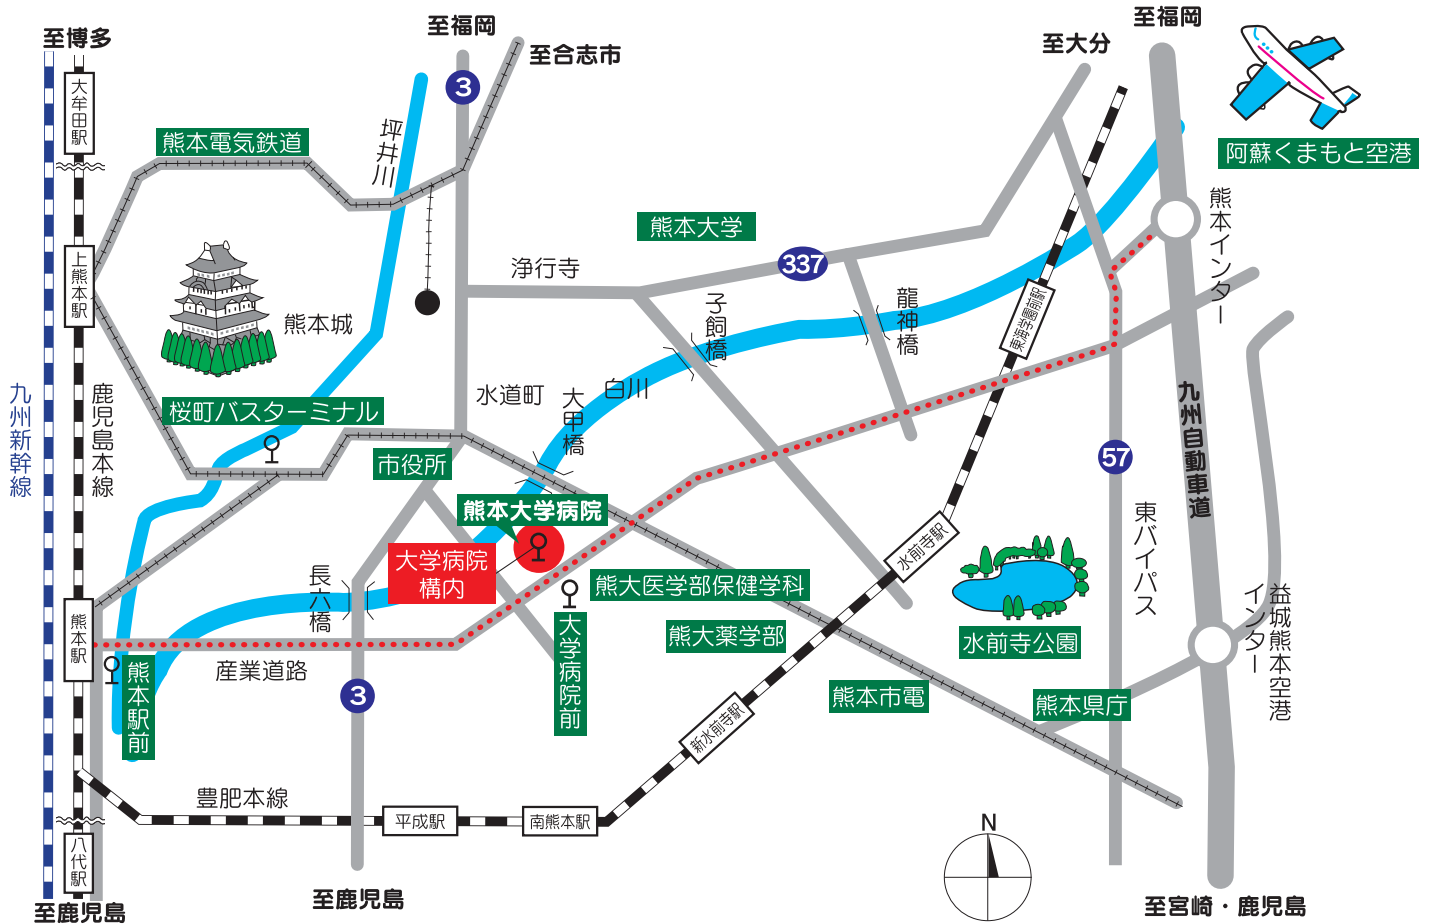 至福岡
至博多
至福岡
至合志市
至大分
3
大牟田駅
熊本電気鉄道
坪井川
阿蘇くまもと空港
熊本インター
熊本大学
337
浄行寺
上熊本駅
熊本城
子飼橋
龍神橋
東海学園前駅
九州新幹線
鹿児島本線
桜町バスターミナル
水道町
大甲橋
白川
九州自動車道
市役所
57
熊本大学病院
大学病院
構内
水前寺駅
東バイパス
長六橋
熊大医学部保健学科
益城熊本空港
インター
熊本駅
大学病院前
熊大薬学部
水前寺公園
産業道路
熊本駅前
3
熊本市電
熊本県庁
新水前寺駅
豊肥本線
平成駅
南熊本駅
八代駅
N
至鹿児島
至鹿児島
至宮崎・鹿児島